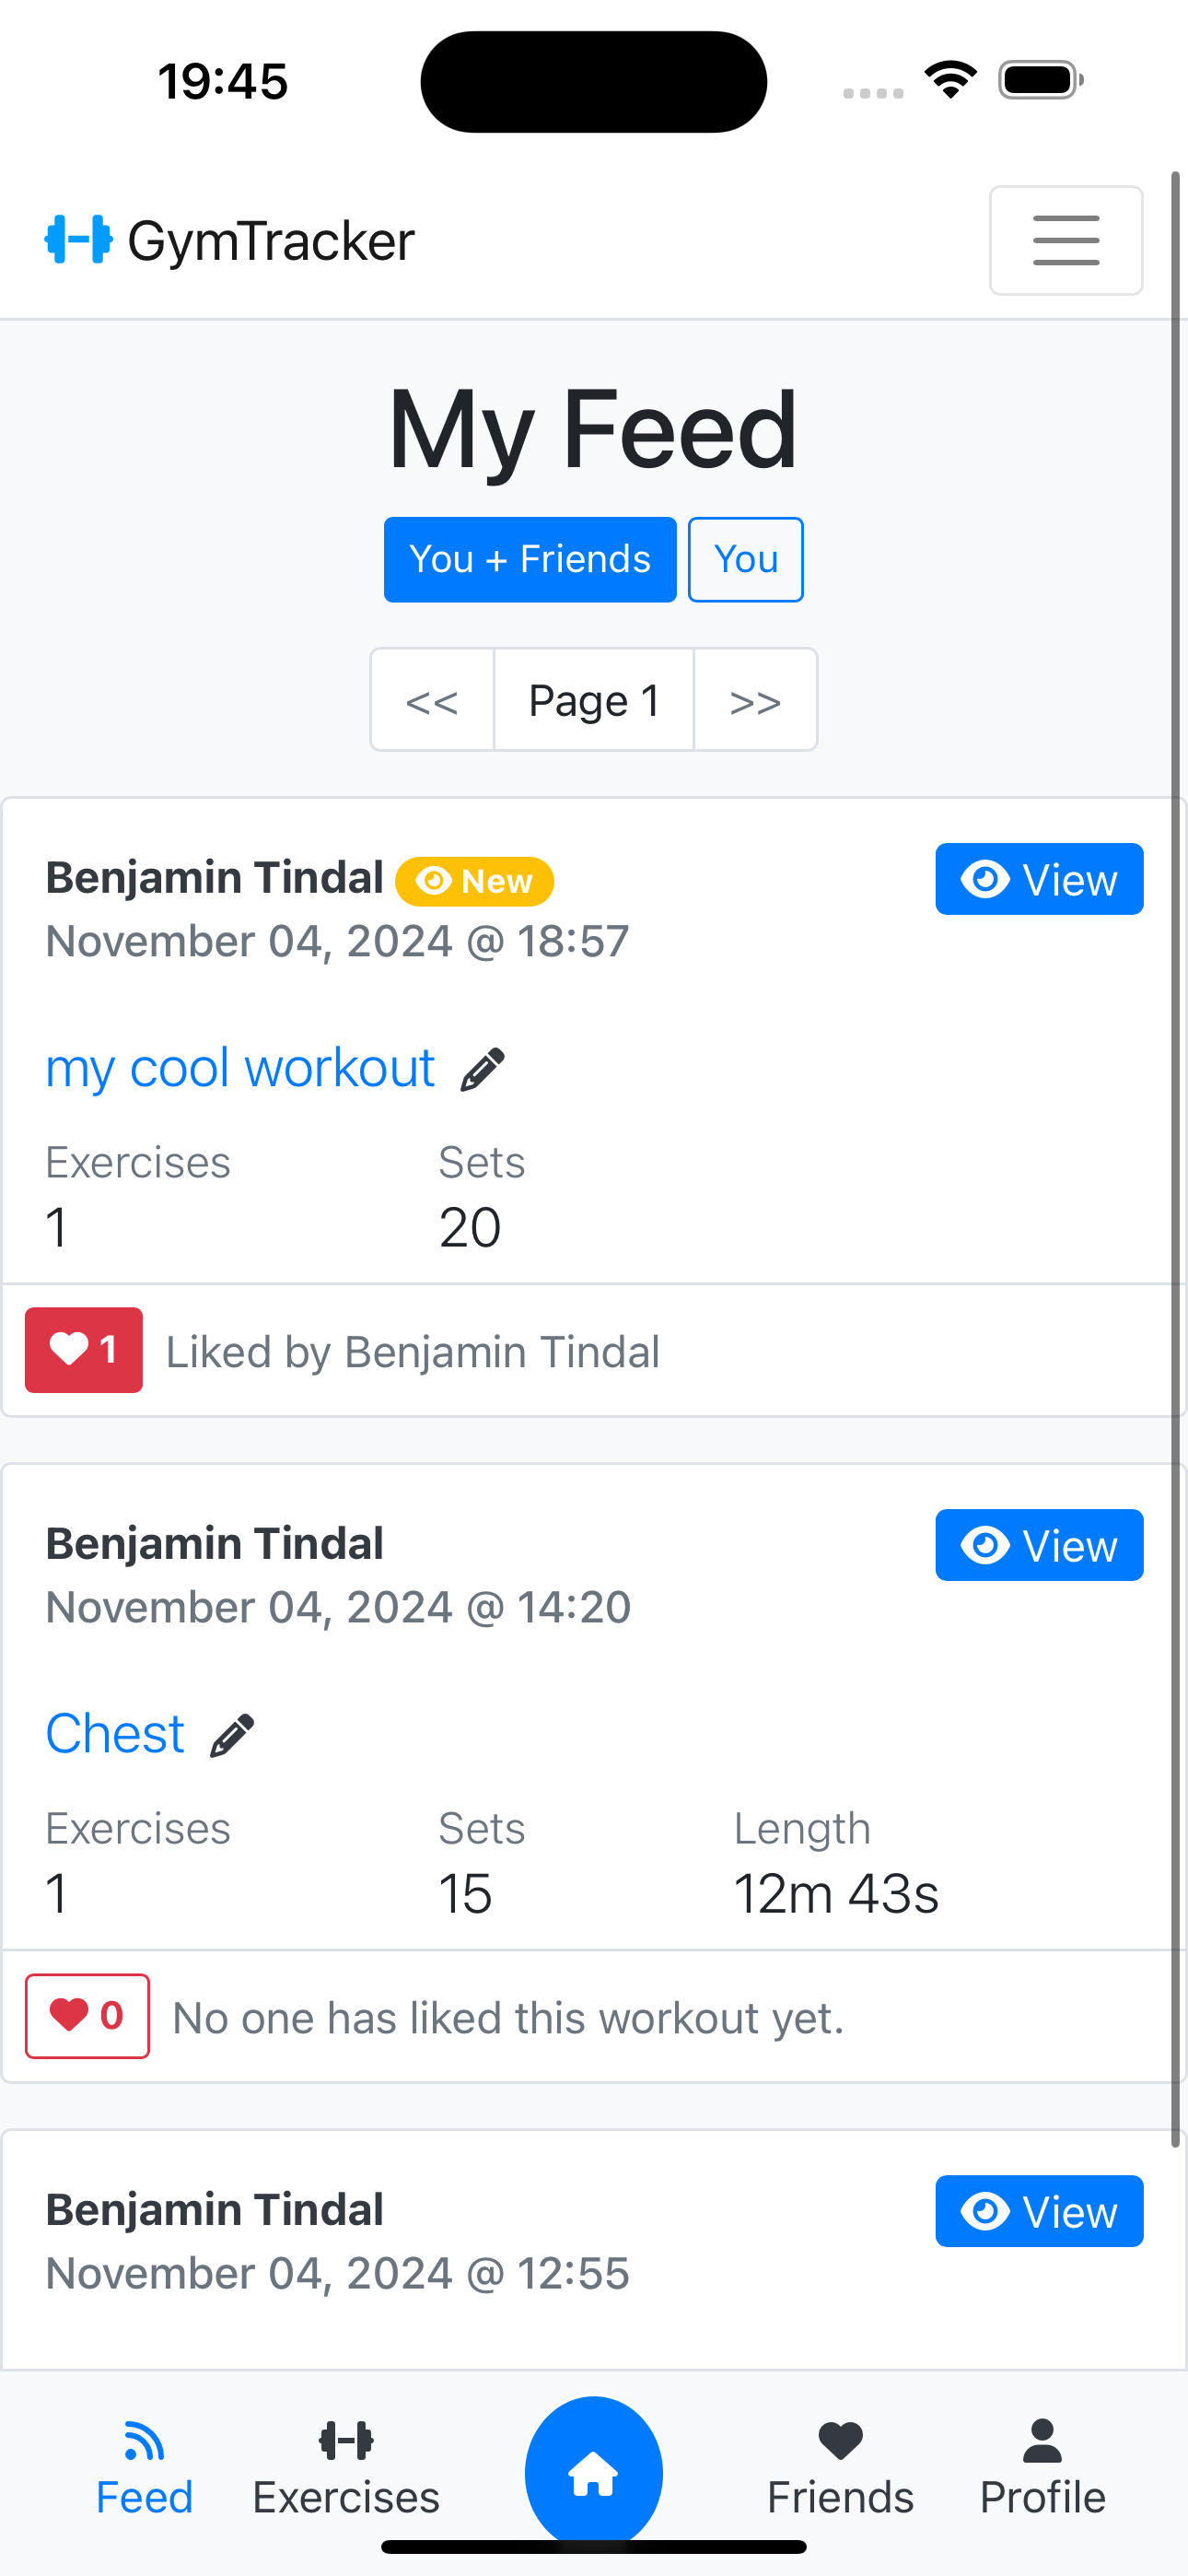 19:45
GymTracker
My Feed
You + Friends You
<< Page 1 >>
Benjamin Tindal New View
November 04, 2024 @ 18:57
my cool workout
Exercises Sets
1 20
1 Liked by Benjamin Tindal
Benjamin Tindal View
November 04, 2024 @ 14:20
Chest
Exercises Sets Length
1 15 12m 43s
0 No one has liked this workout yet.
Benjamin Tindal View
November 04, 2024 @ 12:55
Feed Exercises Friends Profile